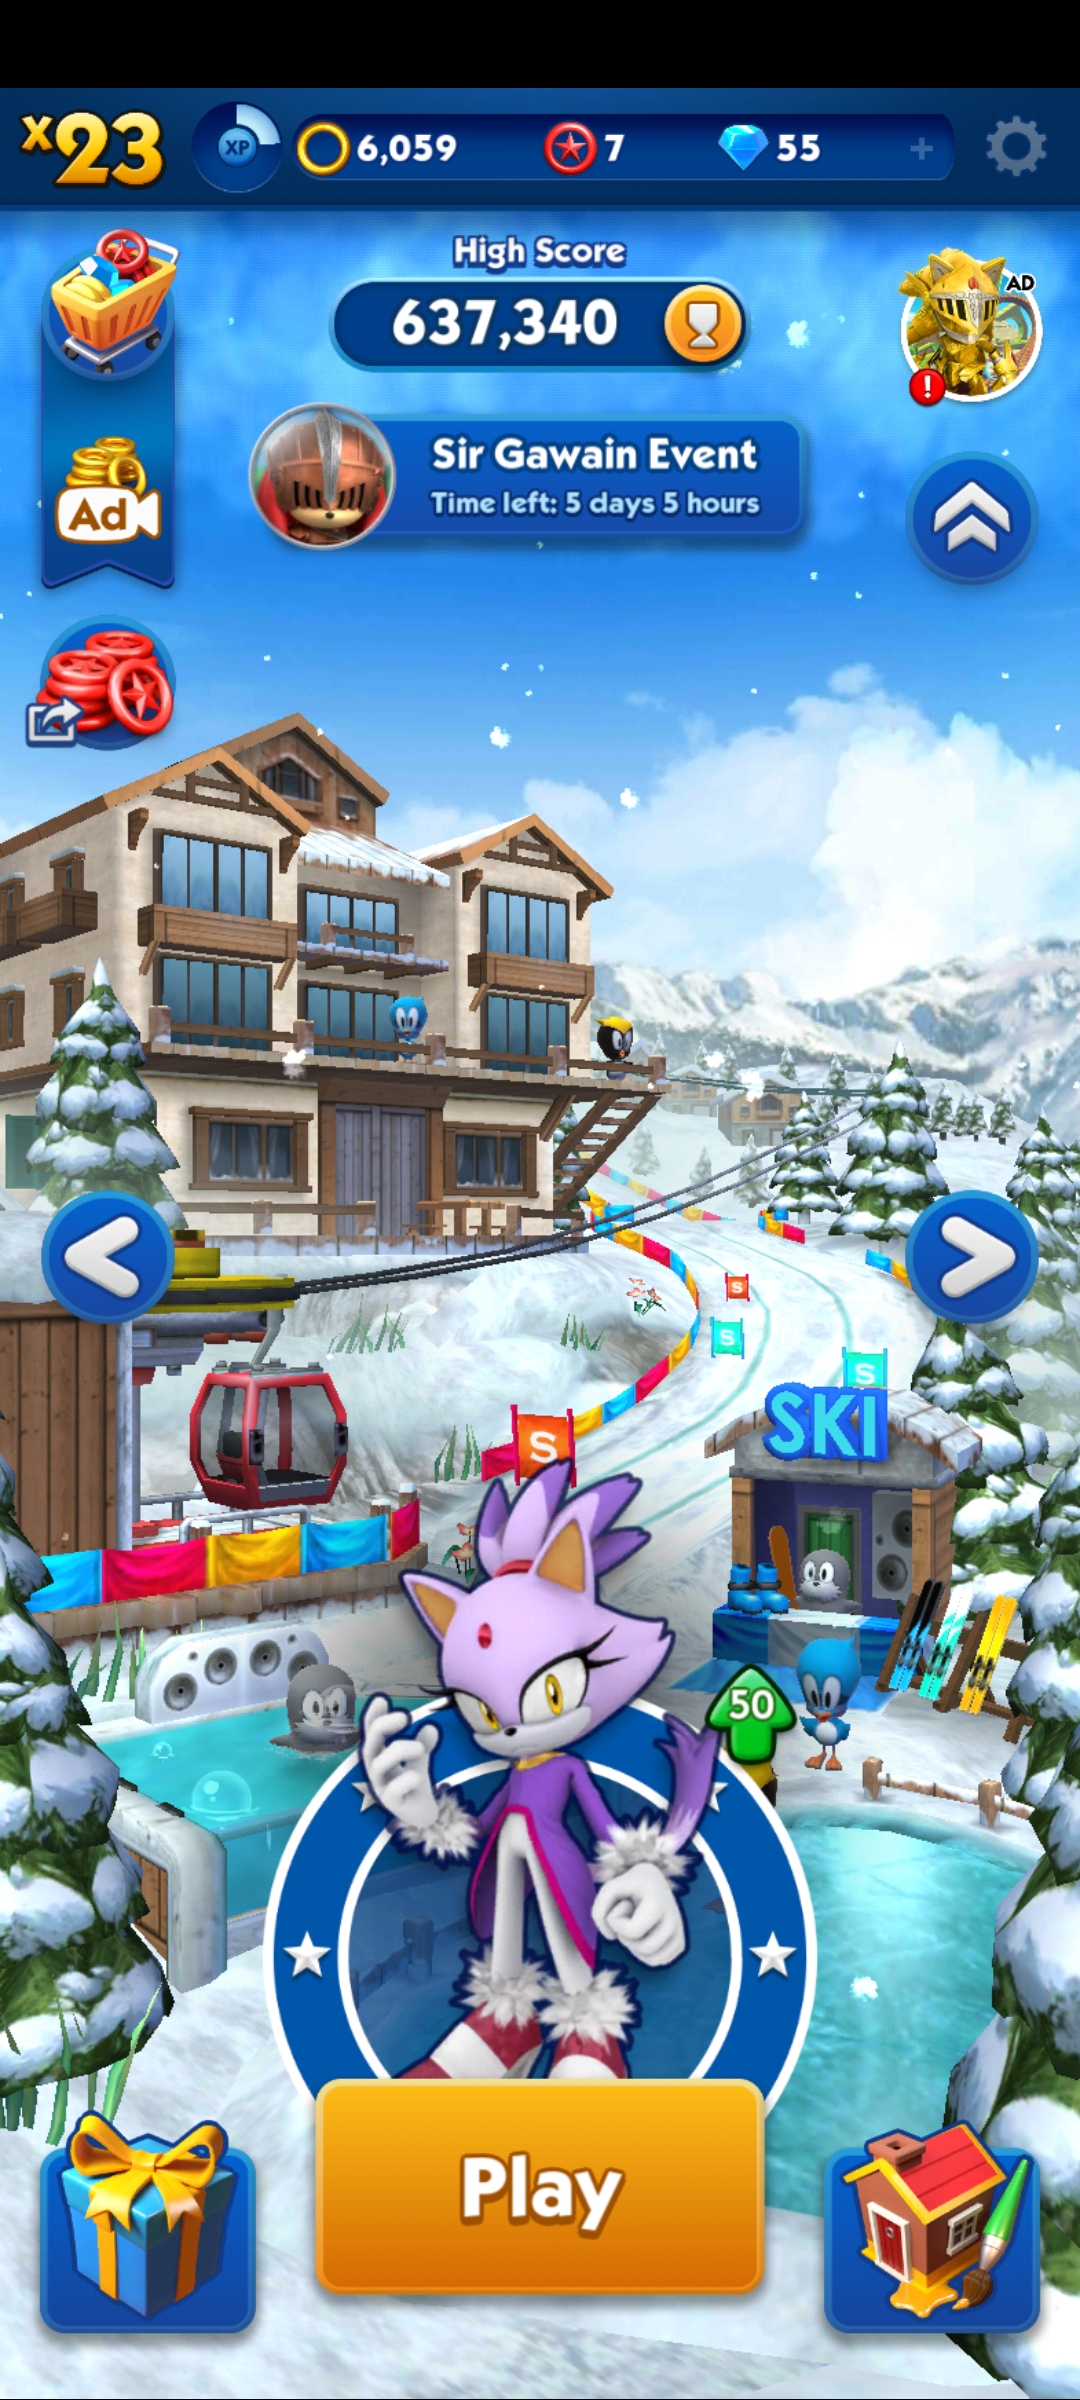 x23
XP
6,059
7
55
+
High Score
637,340
AD
!
Sir Gawain Event
Time left: 5 days 5 hours
Ad
S
S
S
S
SKI
50
Play